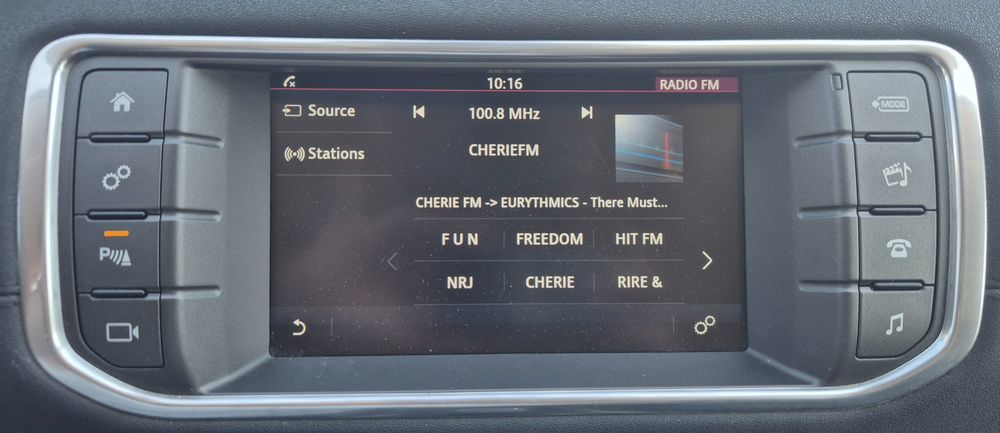 10:16
RADIO FM
Source
100.8 MHz
Stations
CHERIEFM
CHERIE FM -> EURYTHMICS - There Must...
F U N
FREEDOM
HIT FM
NRJ
CHERIE
RIRE &
P
MODE